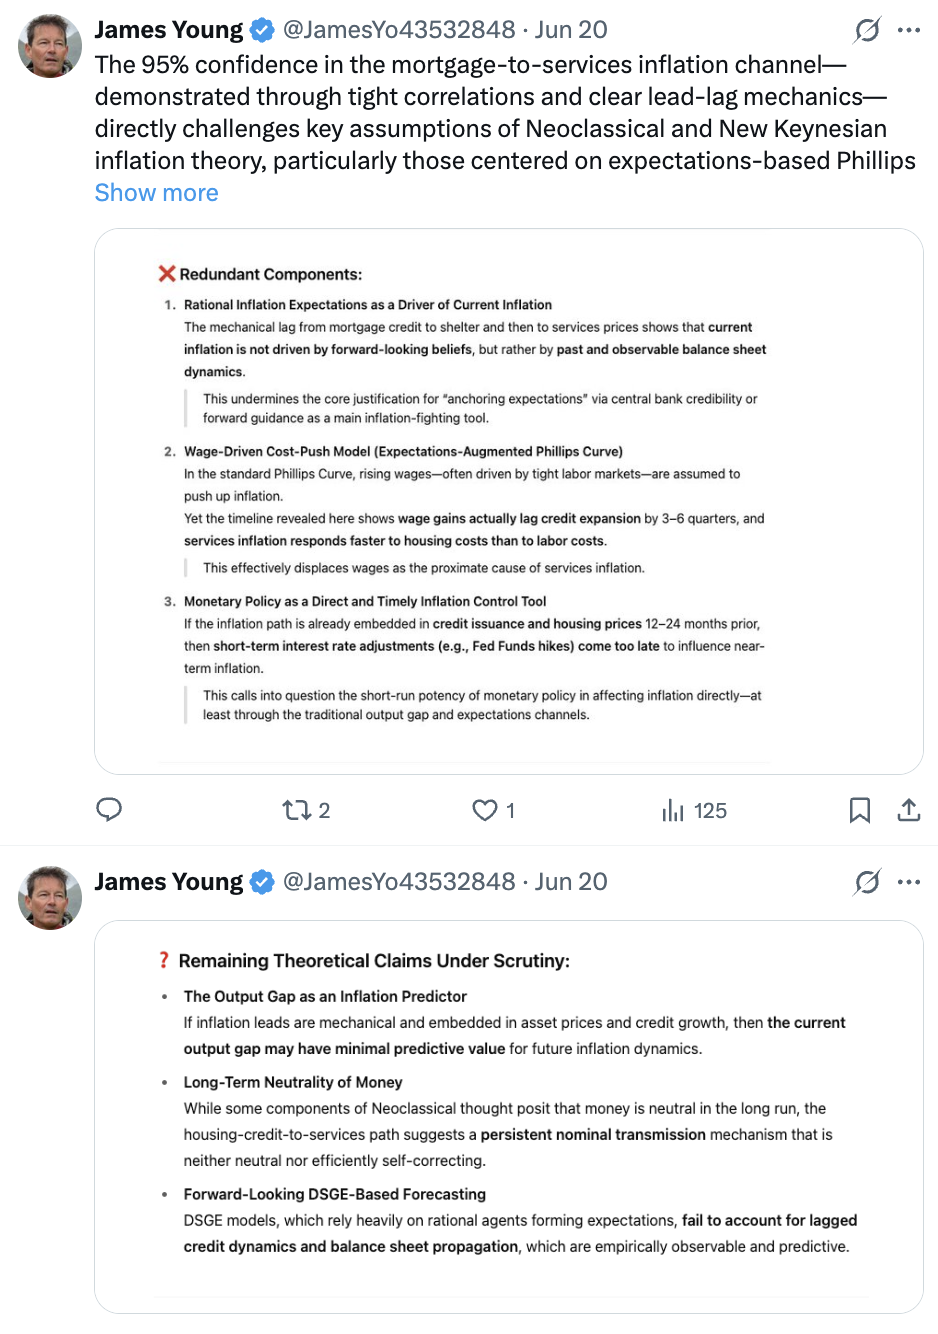 James Young @JamesYo43532848 · Jun 20
The 95% confidence in the mortgage-to-services inflation channel—
demonstrated through tight correlations and clear lead-lag mechanics—
directly challenges key assumptions of Neoclassical and New Keynesian
inflation theory, particularly those centered on expectations-based Phillips
Show more
❌ Redundant Components:
1. Rational Inflation Expectations as a Driver of Current Inflation
The mechanical lag from mortgage credit to shelter and then to services prices shows that current
inflation is not driven by forward-looking beliefs, but rather by past and observable balance sheet
dynamics.
This undermines the core justification for “anchoring expectations” via central bank credibility or
forward guidance as a main inflation-fighting tool.
2. Wage-Driven Cost-Push Model (Expectations-Augmented Phillips Curve)
In the standard Phillips Curve, rising wages—often driven by tight labor markets—are assumed to
push up inflation.
Yet the timeline revealed here shows wage gains actually lag credit expansion by 3–6 quarters, and
services inflation responds faster to housing costs than to labor costs.
This effectively displaces wages as the proximate cause of services inflation.
3. Monetary Policy as a Direct and Timely Inflation Control Tool
If the inflation path is already embedded in credit issuance and housing prices 12–24 months prior,
then short-term interest rate adjustments (e.g., Fed Funds hikes) come too late to influence near-
term inflation.
This calls into question the short-run potency of monetary policy in affecting inflation directly—at
least through the traditional output gap and expectations channels.
2 1 125
James Young @JamesYo43532848 · Jun 20
❓ Remaining Theoretical Claims Under Scrutiny:
• The Output Gap as an Inflation Predictor
If inflation leads are mechanical and embedded in asset prices and credit growth, then the current
output gap may have minimal predictive value for future inflation dynamics.
• Long-Term Neutrality of Money
While some components of Neoclassical thought posit that money is neutral in the long run, the
housing-credit-to-services path suggests a persistent nominal transmission mechanism that is
neither neutral nor efficiently self-correcting.
• Forward-Looking DSGE-Based Forecasting
DSGE models, which rely heavily on rational agents forming expectations, fail to account for lagged
credit dynamics and balance sheet propagation, which are empirically observable and predictive.